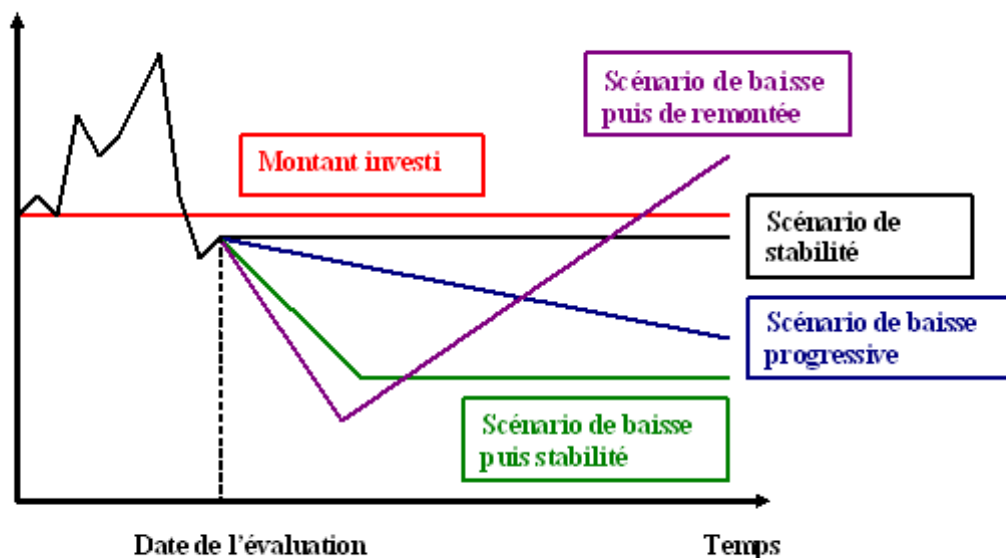 Scénario de baisse
puis de remontée
Montant investi
Scénario de
stabilité
Scénario de baisse
progressive
Scénario de baisse
puis stabilité
Date de l'évaluation
Temps